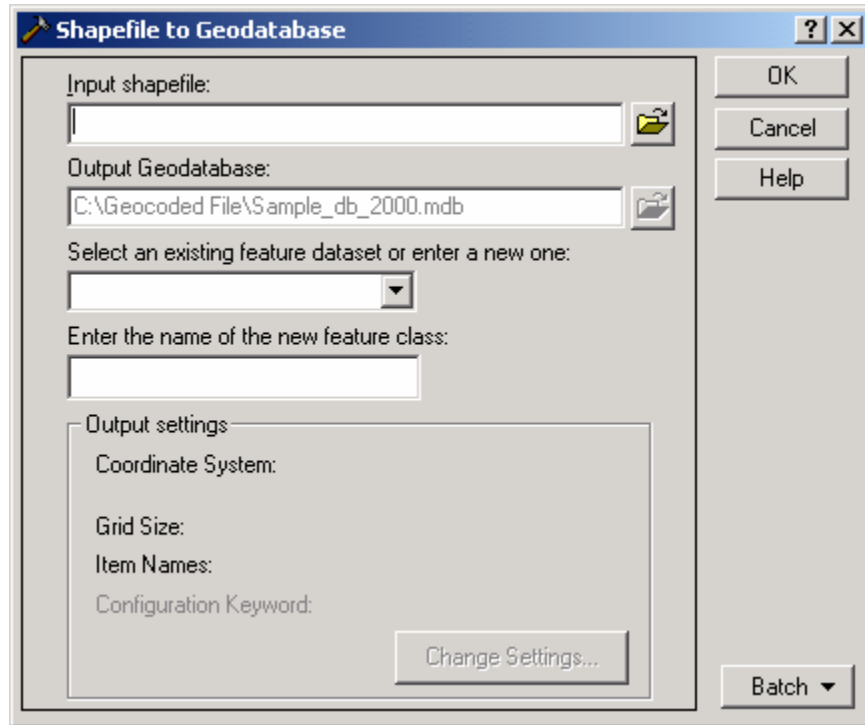 Shapefile to Geodatabase
Input shapefile:
OK
Cancel
Output Geodatabase:
Help
C:\Geocoded File\Sample_db_2000.mdb
Select an existing feature dataset or enter a new one:
Enter the name of the new feature class:
Output settings
Coordinate System:
Grid Size:
Item Names:
Configuration Keyword:
Change Settings...
Batch